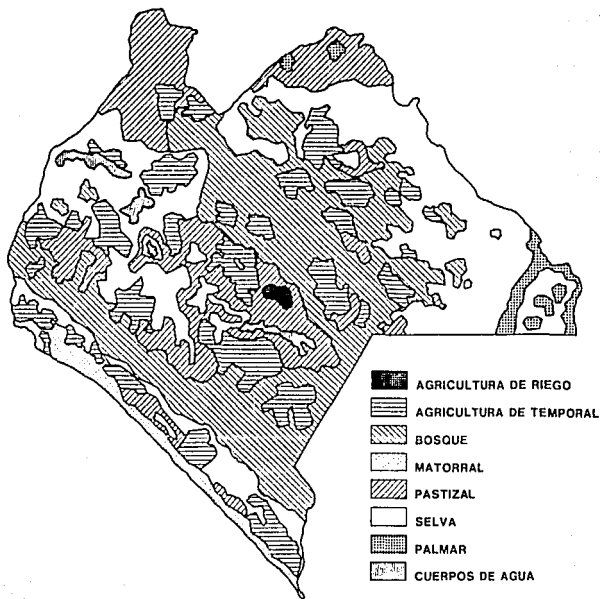 AGRICULTURA DE RIEGO
AGRICULTURA DE TEMPORAL
BOSQUE
MATORRAL
PASTIZAL
SELVA
PALMAR
CUERPOS DE AGUA